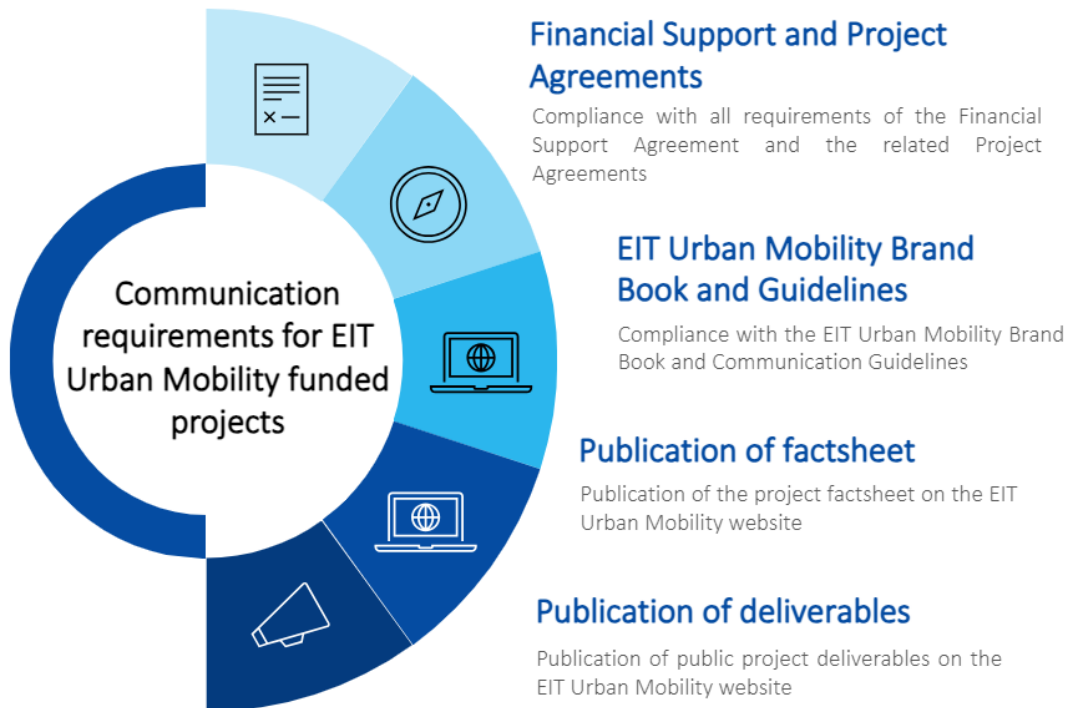 Communication
requirements for EIT
Urban Mobility funded
projects
Financial Support and Project
Agreements
Compliance with all requirements of the Financial
Support Agreement and the related Project
Agreements
EIT Urban Mobility Brand
Book and Guidelines
Compliance with the EIT Urban Mobility Brand
Book and Communication Guidelines
Publication of factsheet
Publication of the project factsheet on the EIT
Urban Mobility website
Publication of deliverables
Publication of public project deliverables on the
EIT Urban Mobility website